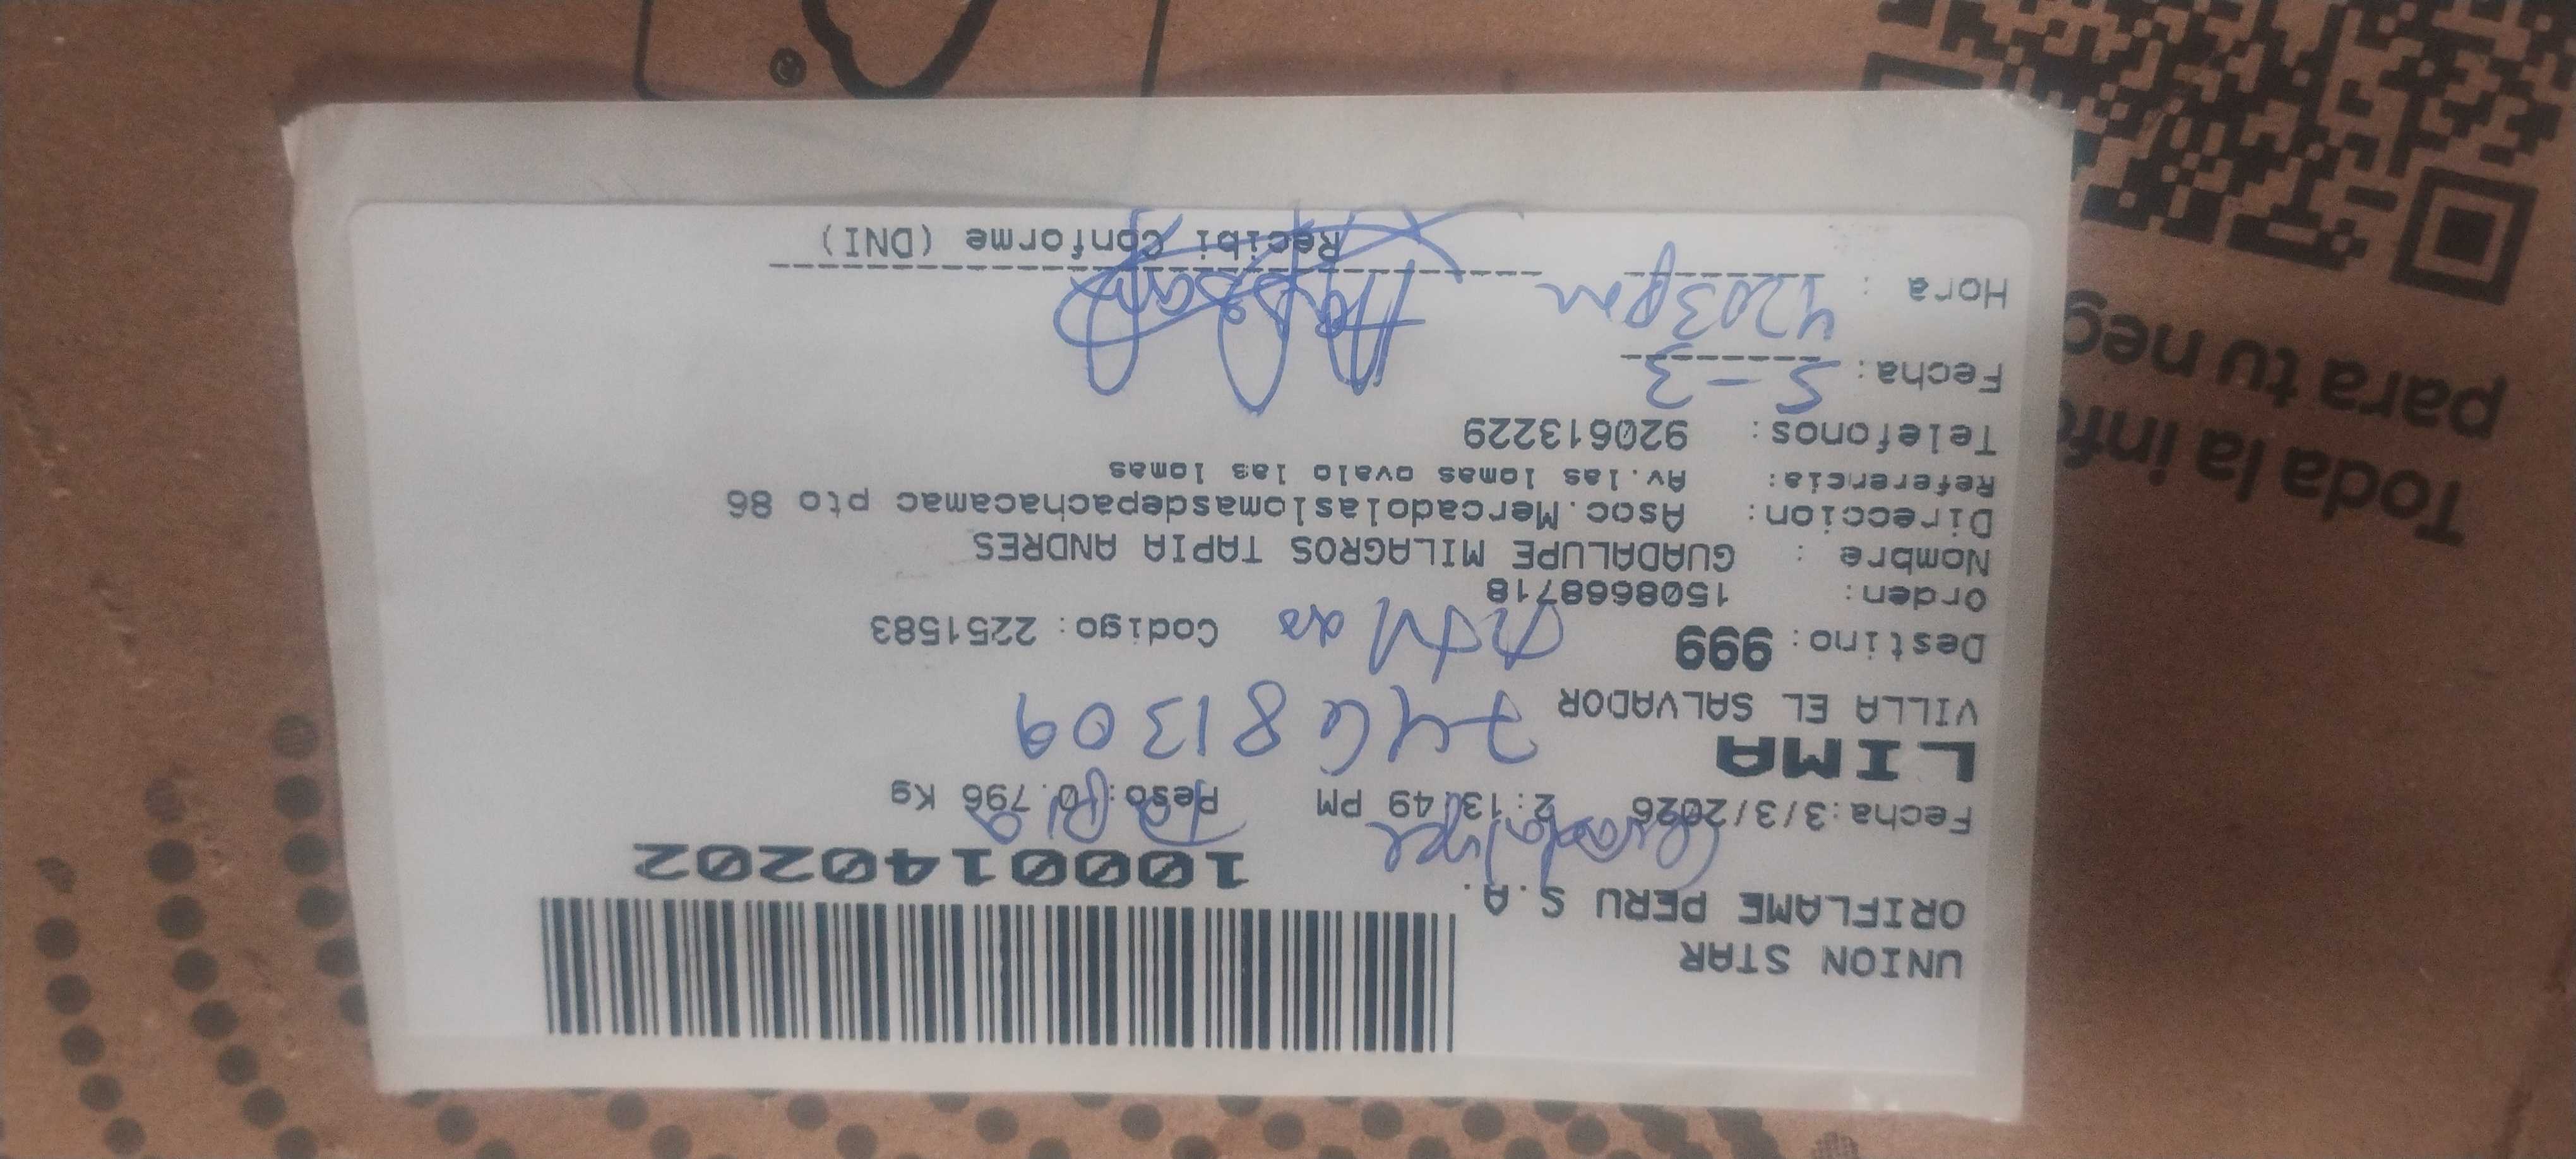 UNION STAR
ORIFLAME PERU S.A.
1000140202
Guadalupe Tapia
Fecha:3/3/2026 2:13:49 PM Peso:0.796 Kg
LIMA
VILLA EL SALVADOR
74681309
Destino: 999 Codigo: 2251583
Orden: 1508668718
Nombre : GUADALUPE MILAGROS TAPIA ANDRES
Direccion: Asoc.Mercadolaslomasdepachacamac pto 86
Referencia: Av.las lomas ovalo las lomas
Telefonos: 920613229
Fecha: 5-3
Hora : 4:03pm
Recibi Conforme (DNI)
Toda la info
para tu neg